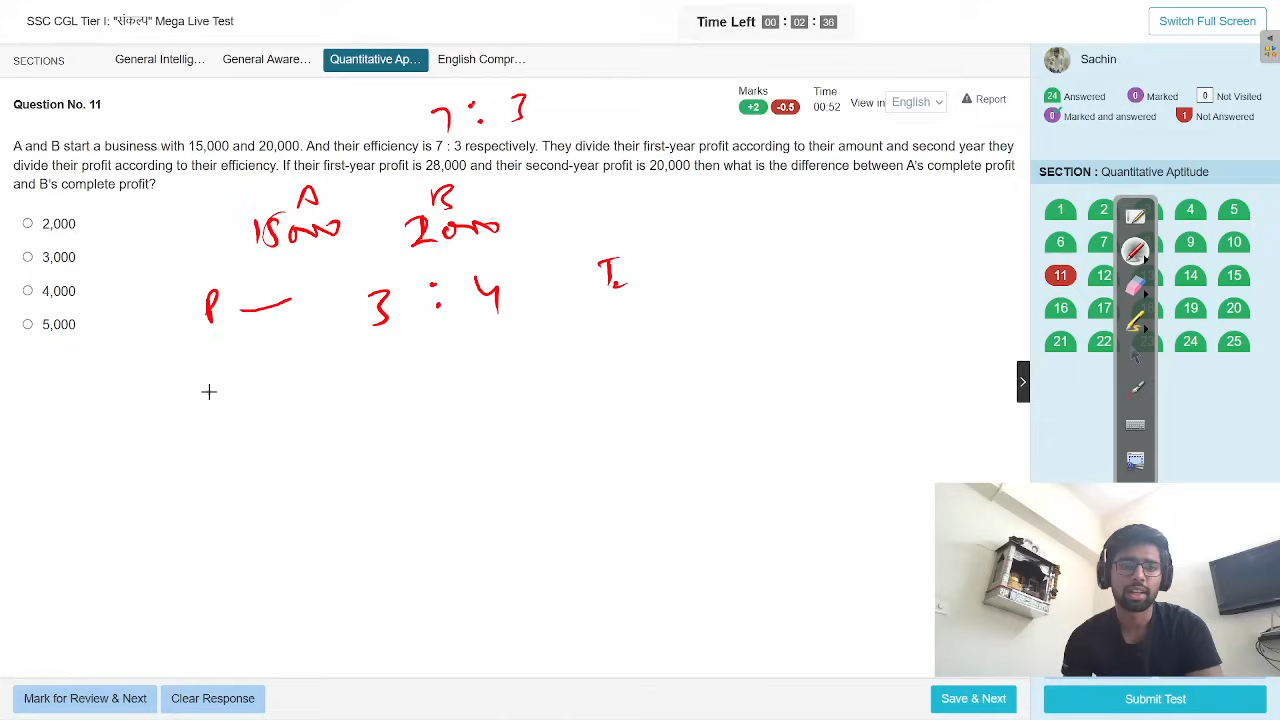 SSC CGL Tier I: "संकल्प" Mega Live Test
Time Left 00 : 02 : 36
Switch Full Screen
SECTIONS
General Intellig...
General Aware...
Quantitative Ap...
English Compr...
Sachin
Question No. 11
Marks
+2 -0.5
Time
00:52
View in English
Report
24 Answered
0 Marked
0 Not Visited
0 Marked and answered
1 Not Answered
7 : 3
A and B start a business with 15,000 and 20,000. And their efficiency is 7 : 3 respectively. They divide their first-year profit according to their amount and second year they
divide their profit according to their efficiency. If their first-year profit is 28,000 and their second-year profit is 20,000 then what is the difference between A's complete profit
and B's complete profit?
2,000
3,000
4,000
5,000
A B
15000 20000
P — 3 : 4
SECTION : Quantitative Aptitude
1 2 4 5
6 7 9 10
11 12 14 15
16 17 18 19 20
21 22 23 24 25
Mark for Review & Next
Clear Response
Save & Next
Submit Test